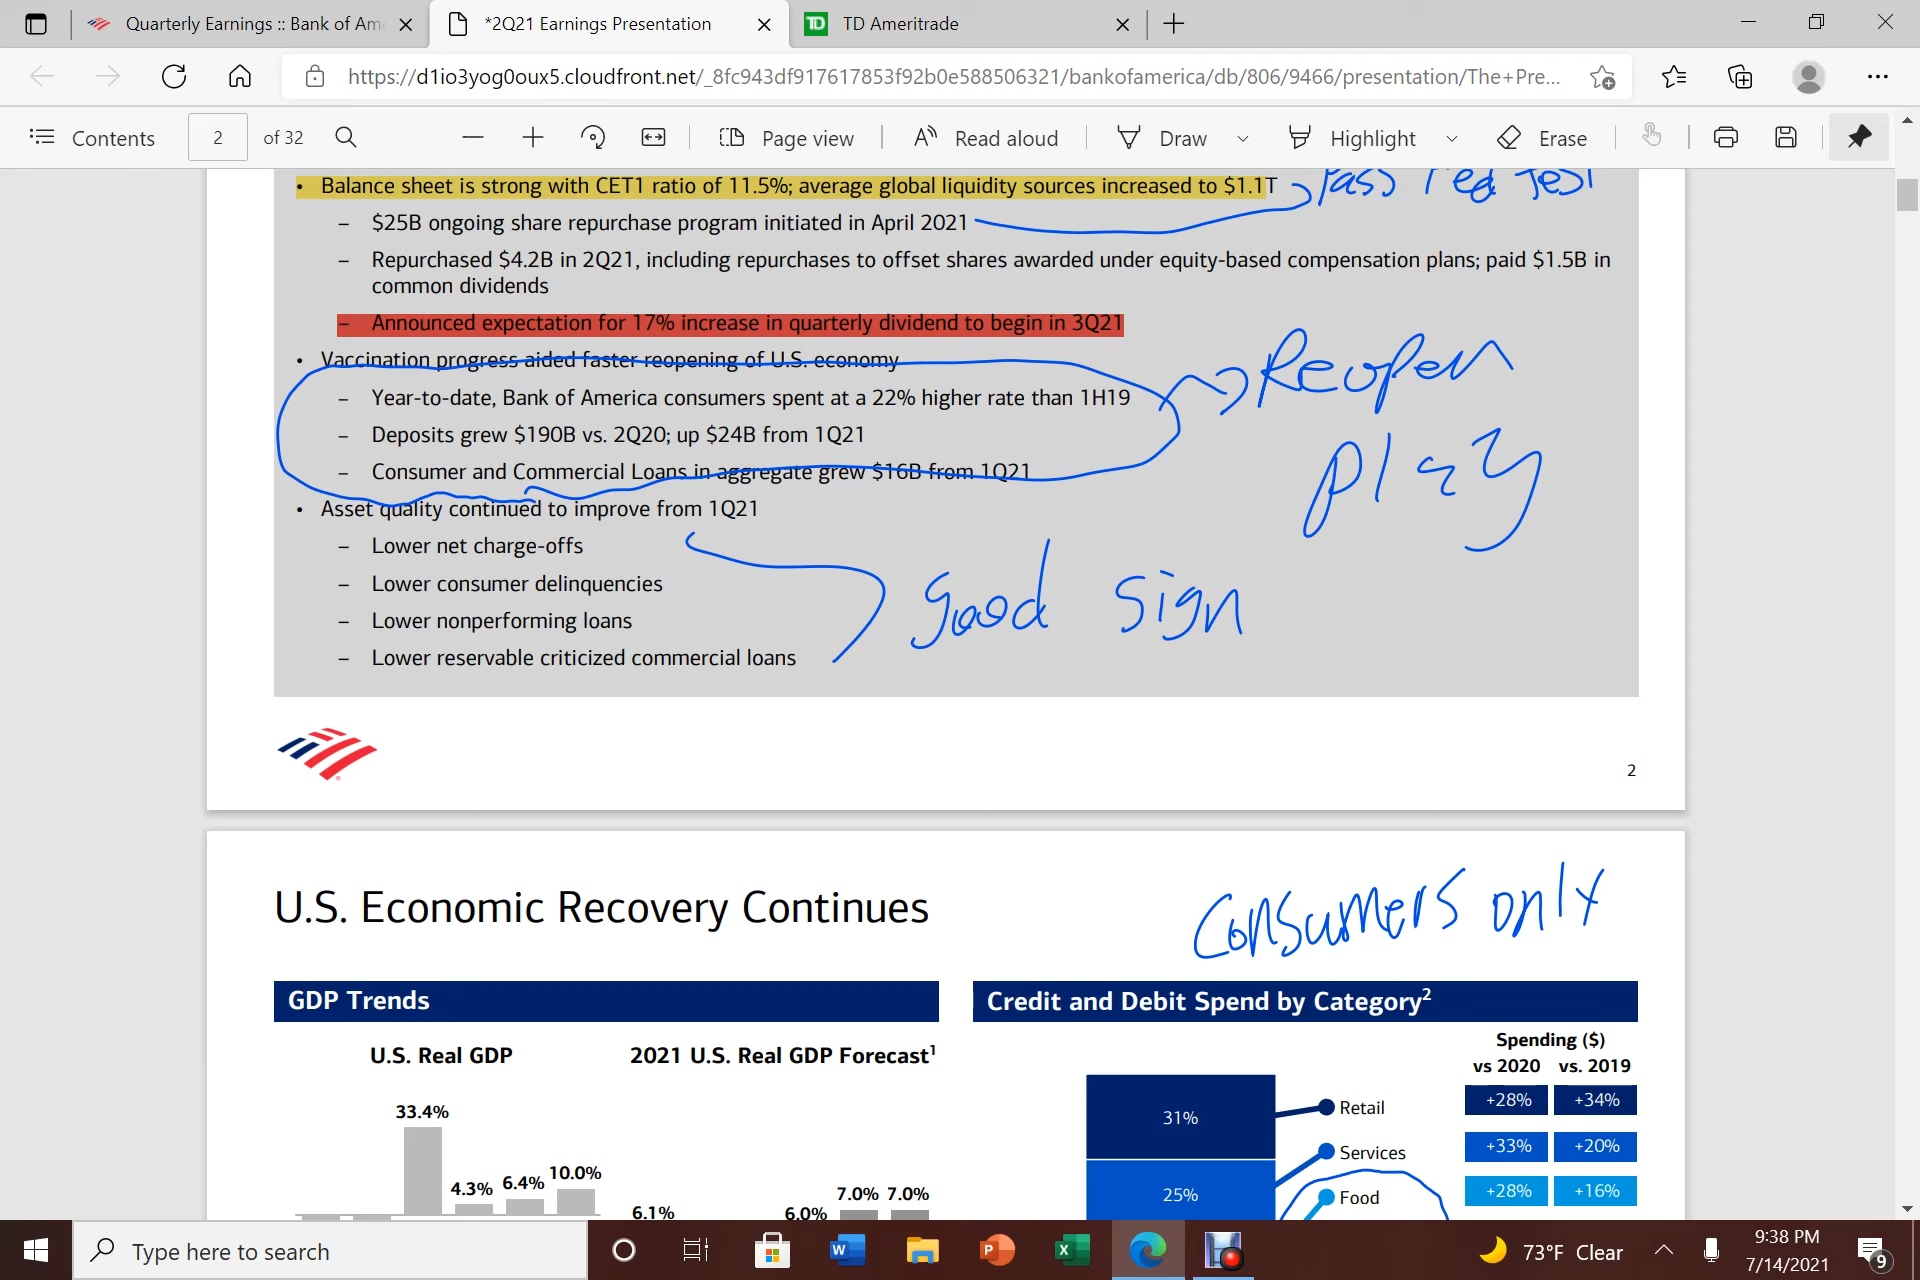 Quarterly Earnings :: Bank of Am
*2Q21 Earnings Presentation
TD TD Ameritrade
https://d1io3yog0oux5.cloudfront.net/_8fc943df917617853f92b0e588506321/bankofamerica/db/806/9466/presentation/The+Pre...
Contents 2 of 32 Page view Read aloud Draw Highlight Erase
• Balance sheet is strong with CET1 ratio of 11.5%; average global liquidity sources increased to $1.1T
Pass Fed Test
– $25B ongoing share repurchase program initiated in April 2021
– Repurchased $4.2B in 2Q21, including repurchases to offset shares awarded under equity-based compensation plans; paid $1.5B in
common dividends
– Announced expectation for 17% increase in quarterly dividend to begin in 3Q21
• Vaccination progress aided faster reopening of U.S. economy
– Year-to-date, Bank of America consumers spent at a 22% higher rate than 1H19
– Deposits grew $190B vs. 2Q20; up $24B from 1Q21
– Consumer and Commercial Loans in aggregate grew $16B from 1Q21
Reopen
Play
• Asset quality continued to improve from 1Q21
– Lower net charge-offs
– Lower consumer delinquencies
– Lower nonperforming loans
– Lower reservable criticized commercial loans
Good Sign
2
U.S. Economic Recovery Continues
Consumers only
GDP Trends
U.S. Real GDP
33.4%
4.3% 6.4% 10.0%
2021 U.S. Real GDP Forecast1
6.1% 6.0% 7.0% 7.0%
Credit and Debit Spend by Category2
Spending ($)
vs 2020 vs. 2019
31% Retail +28% +34%
Services +33% +20%
25% Food +28% +16%
Type here to search
73°F Clear
9:38 PM
7/14/2021
9